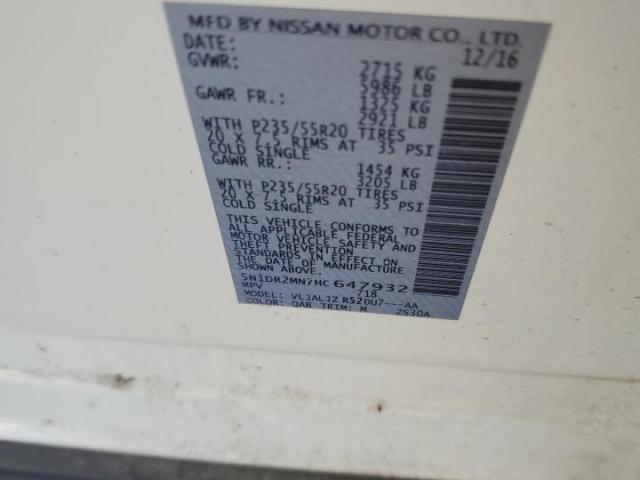 MFD BY NISSAN MOTOR CO., LTD.
DATE: 12/16
GVWR: 2715 KG
5986 LB
GAWR FR.: 1325 KG
2921 LB
WITH P235/55R20 TIRES
20 X 7.5 RIMS AT 35 PSI
COLD SINGLE
GAWR RR.: 1454 KG
3205 LB
WITH P235/55R20 TIRES
20 X 7.5 RIMS AT 35 PSI
COLD SINGLE
THIS VEHICLE CONFORMS TO
ALL APPLICABLE FEDERAL
MOTOR VEHICLE SAFETY AND
THEFT PREVENTION
STANDARDS IN EFFECT ON
THE DATE OF MANUFACTURE
SHOWN ABOVE.
5N1DR2MN7HC 647932
MPV 718
MODEL: VLJALJZ R52DU7---AA
COLOR: QAB TRIM: M ZS30A